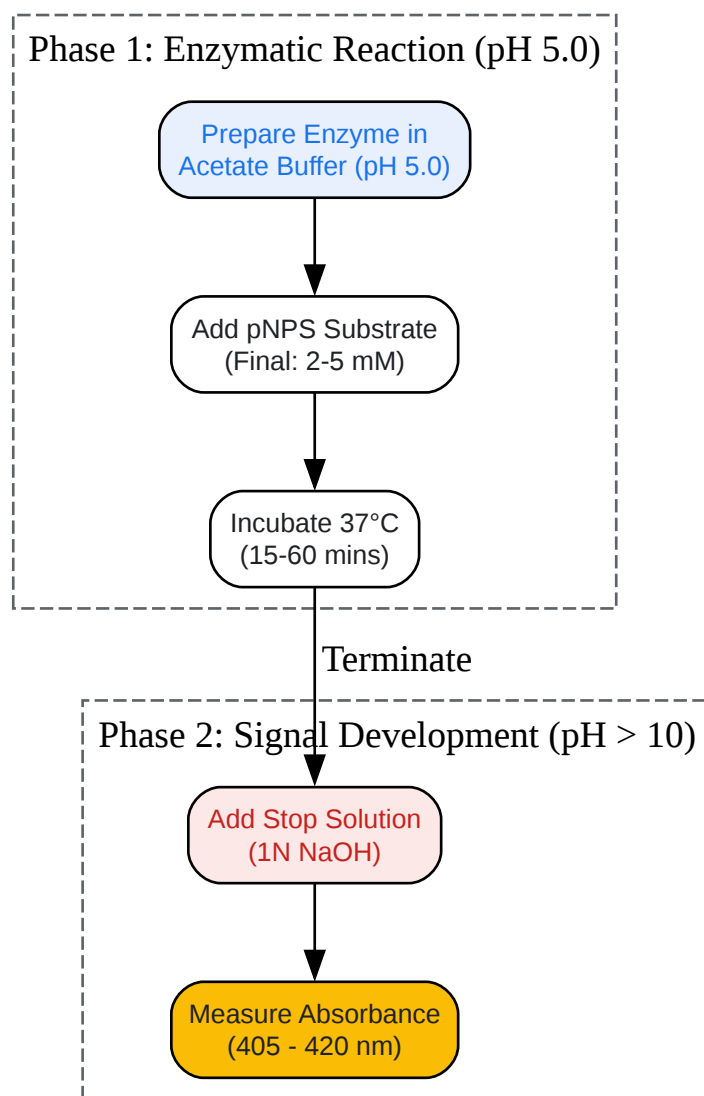 Phase 1: Enzymatic Reaction (pH 5.0)
Prepare Enzyme in
Acetate Buffer (pH 5.0)
Add pNPS Substrate
(Final: 2-5 mM)
Incubate 37°C
(15-60 mins)
Terminate
Phase 2: Signal Development (pH > 10)
Add Stop Solution
(1N NaOH)
Measure Absorbance
(405 - 420 nm)